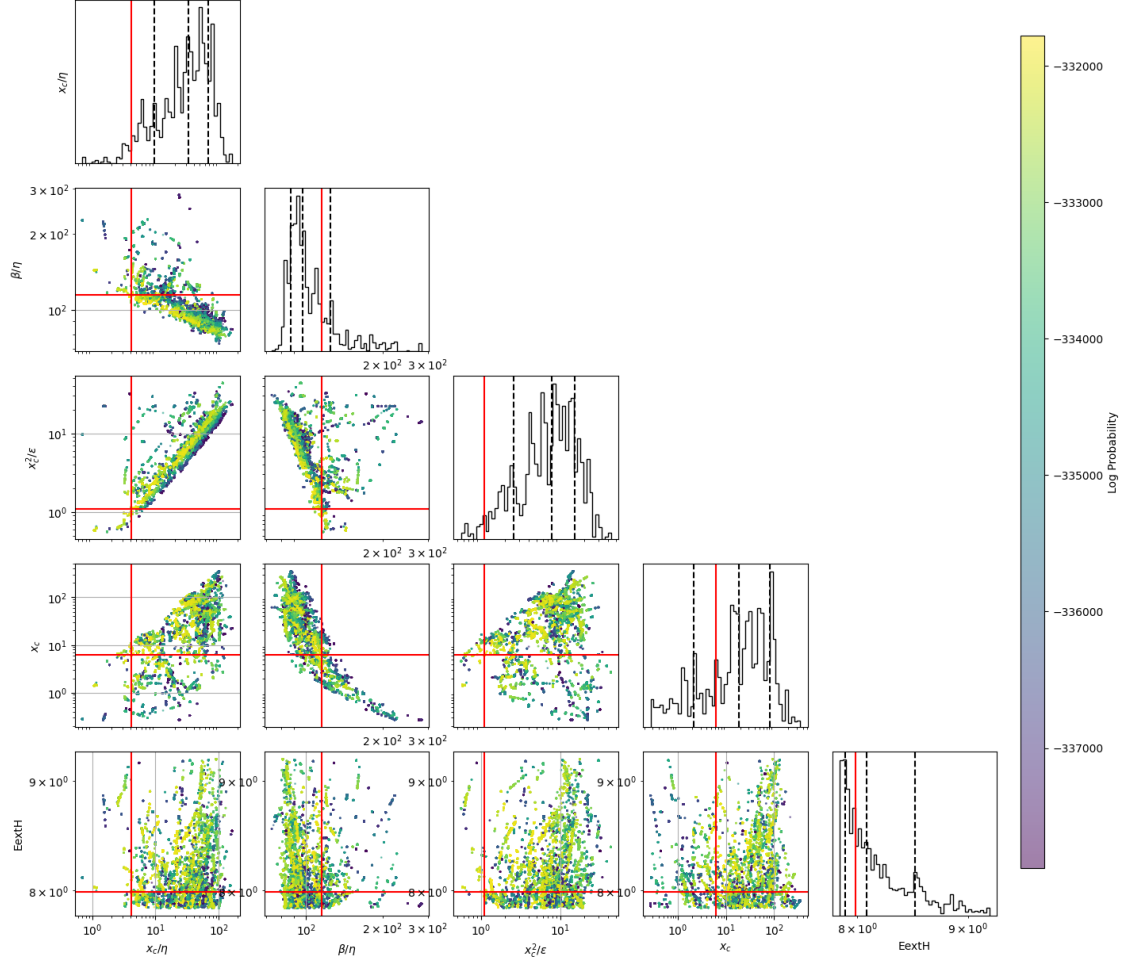 x_c/η
−332000
3 × 10²
2 × 10²
β/η
10²
−333000
2 × 10² 3 × 10²
x_c²/ε
10¹
10⁰
−334000
2 × 10² 3 × 10²
x_c
10²
10¹
10⁰
−335000
Log Probability
−336000
2 × 10² 3 × 10²
−337000
EextH
9 × 10⁰
8 × 10⁰
9 × 10⁰
8 × 10⁰
9 × 10⁰
8 × 10⁰
9 × 10⁰
8 × 10⁰
10⁰ 10¹ 10²
10² 2 × 10² 3 × 10²
10⁰ 10¹
10⁰ 10¹ 10²
8 × 10⁰ 9 × 10⁰
x_c/η
β/η
x_c²/ε
x_c
EextH